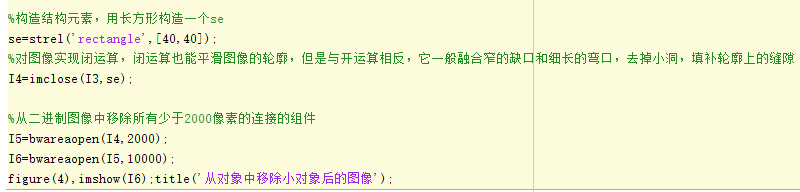 %构造结构元素，用长方形构造一个se
se=strel('rectangle',[40,40]);
%对图像实现闭运算，闭运算也能平滑图像的轮廓，但是与开运算相反，它一般融合窄的缺口和细长的弯口，去掉小洞，填补轮廓上的缝隙
I4=imclose(I3,se);
%从二进制图像中移除所有少于2000像素的连接的组件
I5=bwareaopen(I4,2000);
I6=bwareaopen(I5,10000);
figure(4),imshow(I6);title('从对象中移除小对象后的图像');